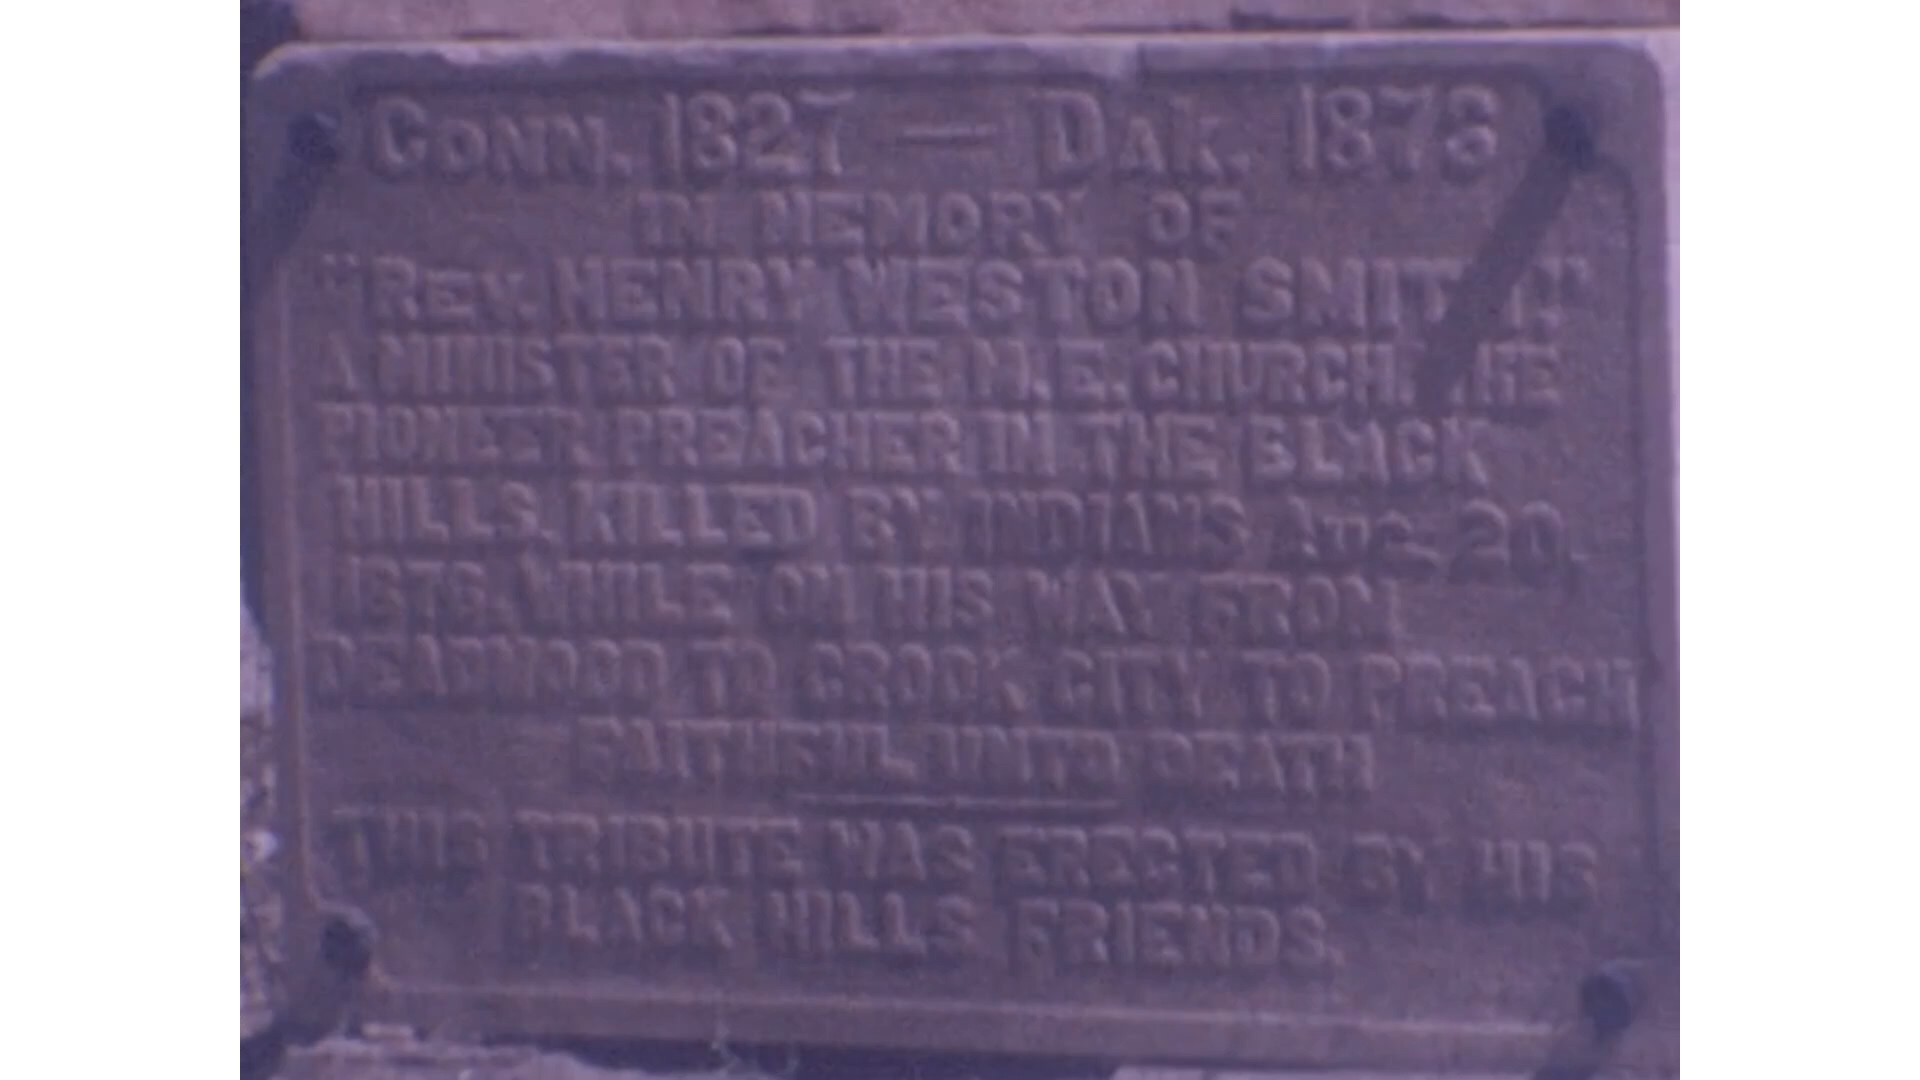 CONN. 1827 — DAK. 1876
IN MEMORY OF
"REV. HENRY WESTON SMITH."
A MINISTER OF THE M.E. CHURCH. THE
PIONEER PREACHER IN THE BLACK
HILLS. KILLED BY INDIANS AUG. 20,
1876. WHILE ON HIS WAY FROM
DEADWOOD TO CROOK CITY TO PREACH
FAITHFUL UNTO DEATH
THIS TRIBUTE WAS ERECTED BY HIS
BLACK HILLS FRIENDS.